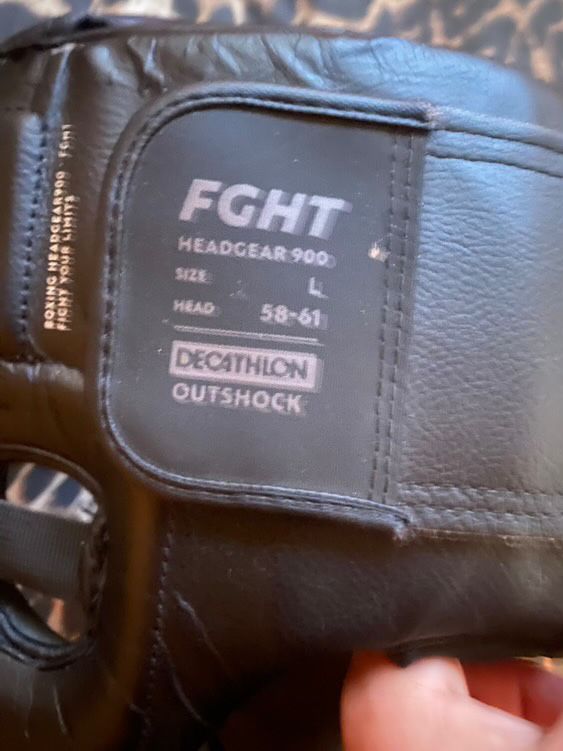 BOXING HEADGEAR900 - FGHT
FIGHT YOUR LIMITS
FGHT
HEADGEAR 900
SIZE L
HEAD 58-61
DECATHLON
OUTSHOCK